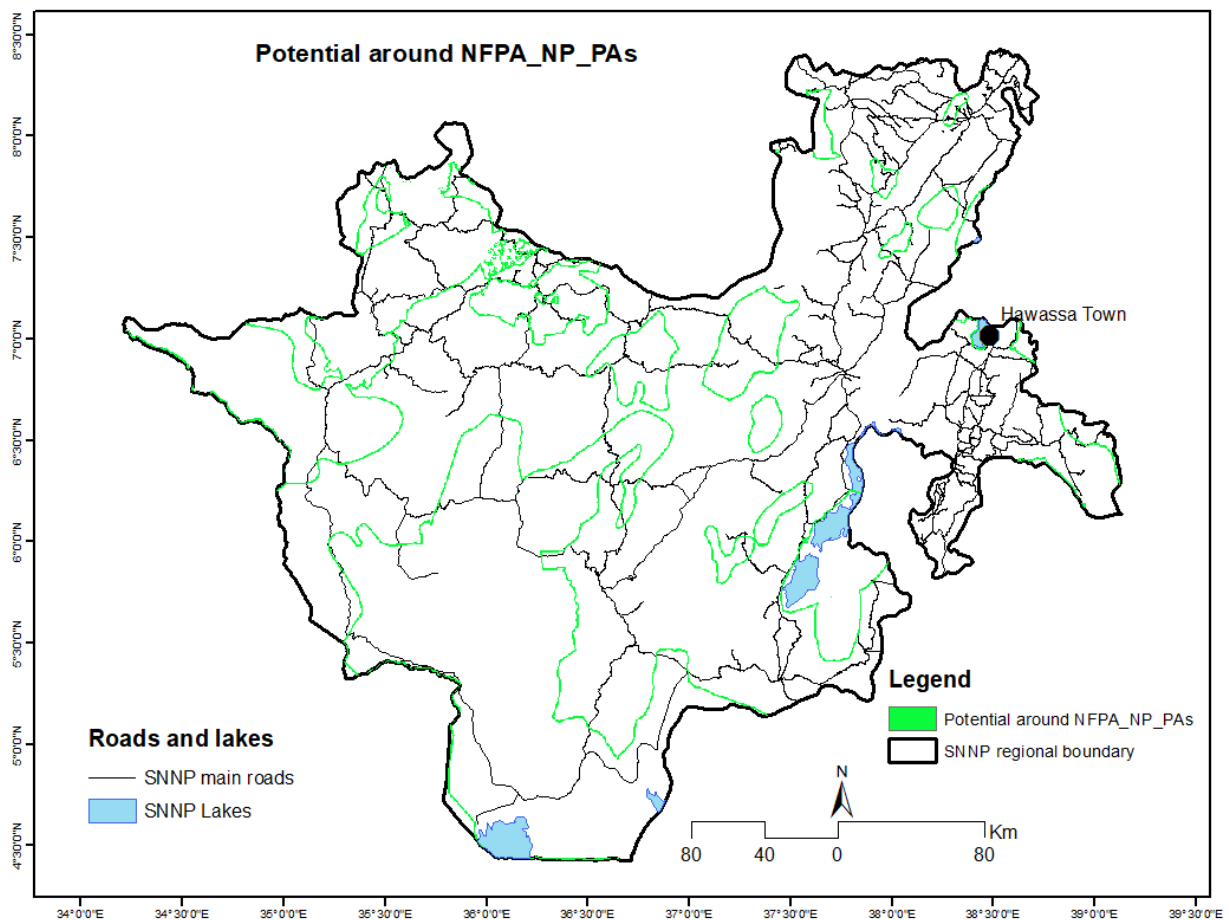 Potential around NFPA_NP_PAs
Hawassa Town
Legend
Potential around NFPA_NP_PAs
SNNP regional boundary
Roads and lakes
SNNP main roads
SNNP Lakes
N
Km
80 40 0 80
8°30'0"N
8°0'0"N
7°30'0"N
7°0'0"N
6°30'0"N
6°0'0"N
5°30'0"N
5°0'0"N
4°30'0"N
34°0'0"E 34°30'0"E 35°0'0"E 35°30'0"E 36°0'0"E 36°30'0"E 37°0'0"E 37°30'0"E 38°0'0"E 38°30'0"E 39°0'0"E 39°30'0"E